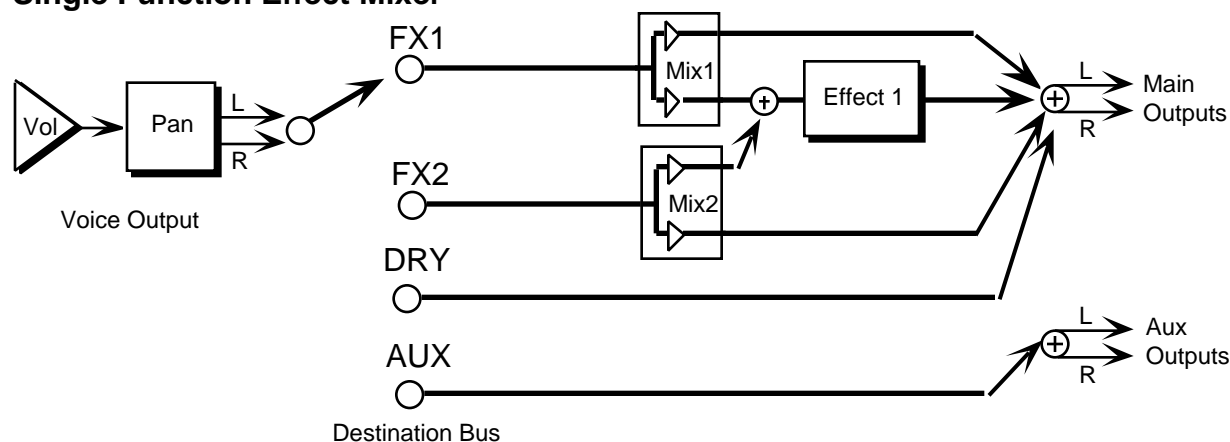 Single Function Effect Mixer
FX1
Mix1
Effect 1
L
Main
Outputs
R
Vol
Pan
L
R
FX2
Mix2
Voice Output
DRY
AUX
L
Aux
Outputs
R
Destination Bus